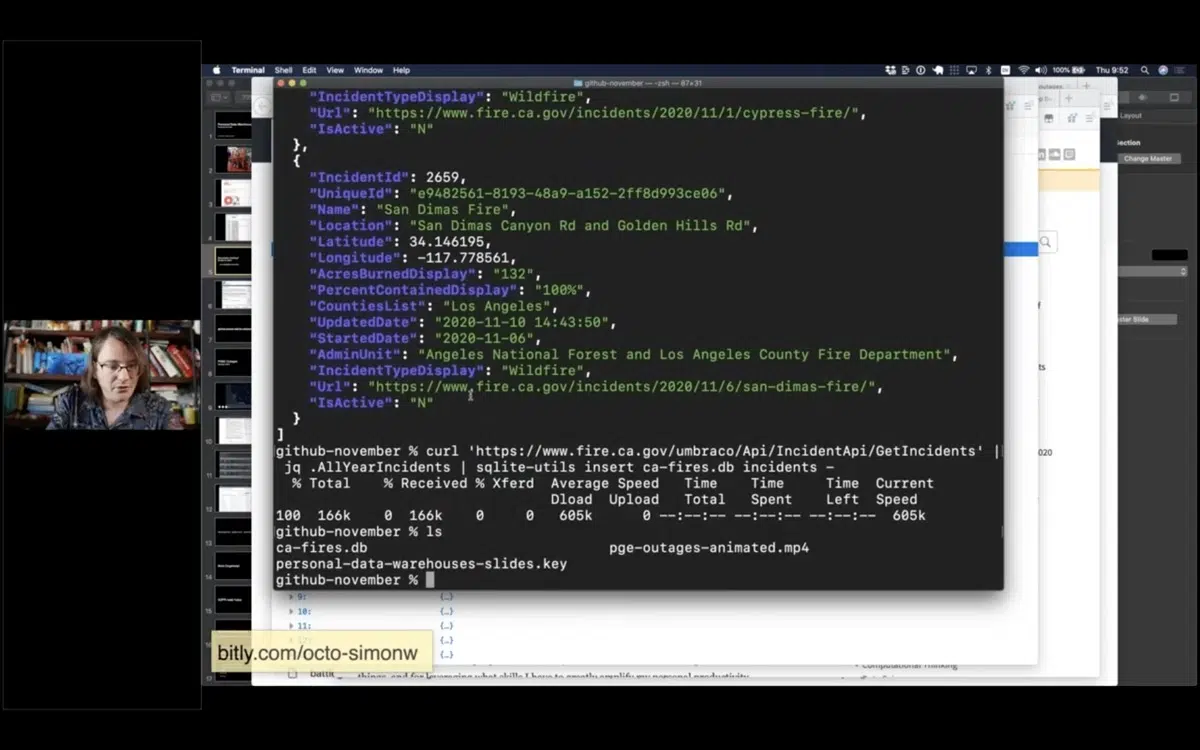 Terminal Shell Edit View Window Help
100% Thu 9:52
github-november — -zsh — 87×31
"IncidentTypeDisplay": "Wildfire",
"Url": "https://www.fire.ca.gov/incidents/2020/11/1/cypress-fire/",
"IsActive": "N"
},
{
"IncidentId": 2659,
"UniqueId": "e9482561-8193-48a9-a152-2ff8d993ce06",
"Name": "San Dimas Fire",
"Location": "San Dimas Canyon Rd and Golden Hills Rd",
"Latitude": 34.146195,
"Longitude": -117.778561,
"AcresBurnedDisplay": "132",
"PercentContainedDisplay": "100%",
"CountiesList": "Los Angeles",
"UpdatedDate": "2020-11-10 14:43:50",
"StartedDate": "2020-11-06",
"AdminUnit": "Angeles National Forest and Los Angeles County Fire Department",
"IncidentTypeDisplay": "Wildfire",
"Url": "https://www.fire.ca.gov/incidents/2020/11/6/san-dimas-fire/",
"IsActive": "N"
}
]
github-november % curl 'https://www.fire.ca.gov/umbraco/Api/IncidentApi/GetIncidents' |
jq .AllYearIncidents | sqlite-utils insert ca-fires.db incidents -
% Total % Received % Xferd Average Speed Time Time Time Current
Dload Upload Total Spent Left Speed
100 166k 0 166k 0 0 605k 0 --:--:-- --:--:-- --:--:-- 605k
github-november % ls
ca-fires.db pge-outages-animated.mp4
personal-data-warehouses-slides.key
github-november %
9: {…}
10: {…}
11: {…}
12: {…}
{…}
bitly.com/octo-simonw
Layout
Change Master
020